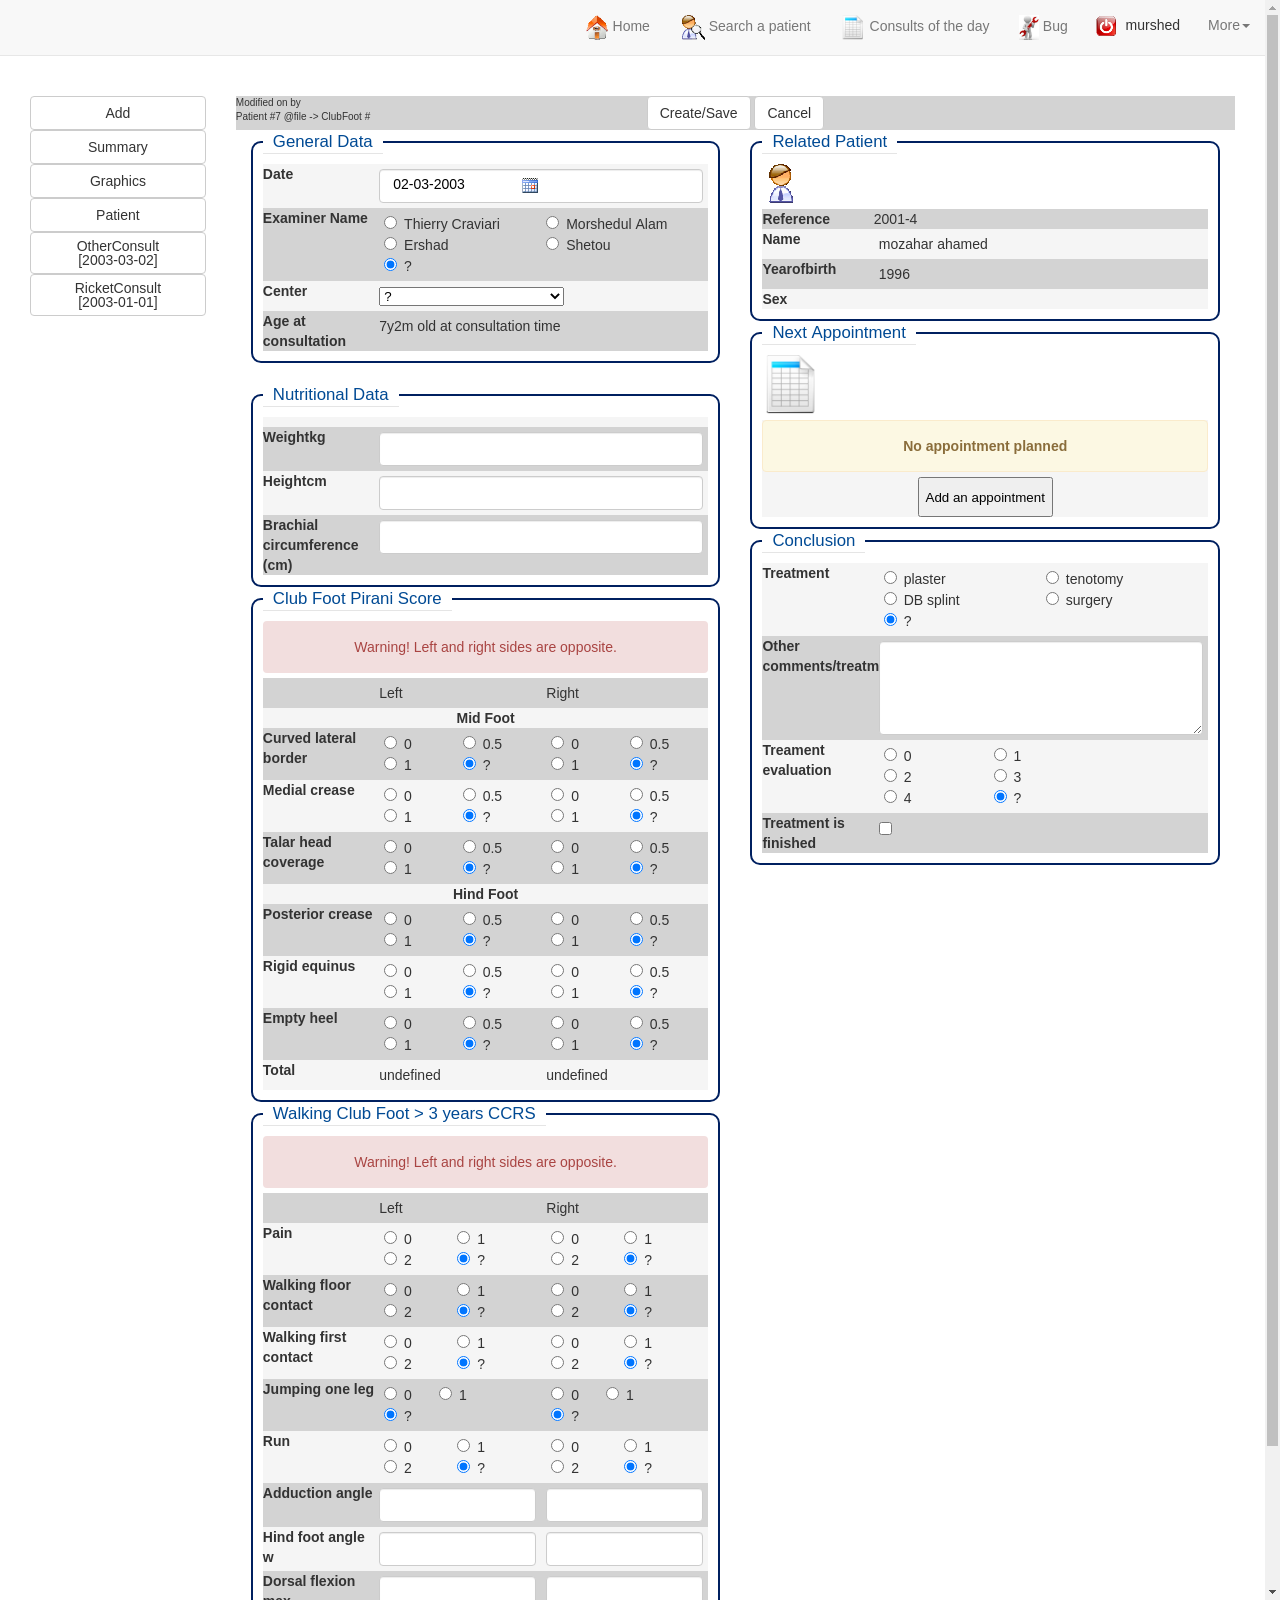 Home Search a patient Consults of the day Bug murshed More
Add
Summary
Graphics
Patient
OtherConsult
[2003-03-02]
RicketConsult
[2003-01-01]
Modified on by
Patient #7 @file -> ClubFoot #
Create/Save Cancel
General Data
Date 02-03-2003
Examiner Name Thierry Craviari Morshedul Alam
Ershad Shetou
?
Center ?
Age at
consultation
7y2m old at consultation time
Nutritional Data
Weightkg
Heightcm
Brachial
circumference
(cm)
Club Foot Pirani Score
Warning! Left and right sides are opposite.
Left Right
Mid Foot
Curved lateral
border
0 0.5 0 0.5
1 ? 1 ?
Medial crease
0 0.5 0 0.5
1 ? 1 ?
Talar head
coverage
0 0.5 0 0.5
1 ? 1 ?
Hind Foot
Posterior crease
0 0.5 0 0.5
1 ? 1 ?
Rigid equinus
0 0.5 0 0.5
1 ? 1 ?
Empty heel
0 0.5 0 0.5
1 ? 1 ?
Total undefined undefined
Walking Club Foot > 3 years CCRS
Warning! Left and right sides are opposite.
Left Right
Pain
0 1 0 1
2 ? 2 ?
Walking floor
contact
0 1 0 1
2 ? 2 ?
Walking first
contact
0 1 0 1
2 ? 2 ?
Jumping one leg
0 1 0 1
? ?
Run
0 1 0 1
2 ? 2 ?
Adduction angle
Hind foot angle
w
Dorsal flexion
max
Related Patient
Reference 2001-4
Name mozahar ahamed
Yearofbirth 1996
Sex
Next Appointment
No appointment planned
Add an appointment
Conclusion
Treatment plaster tenotomy
DB splint surgery
?
Other
comments/treatm
Treament
evaluation
0 1
2 3
4 ?
Treatment is
finished